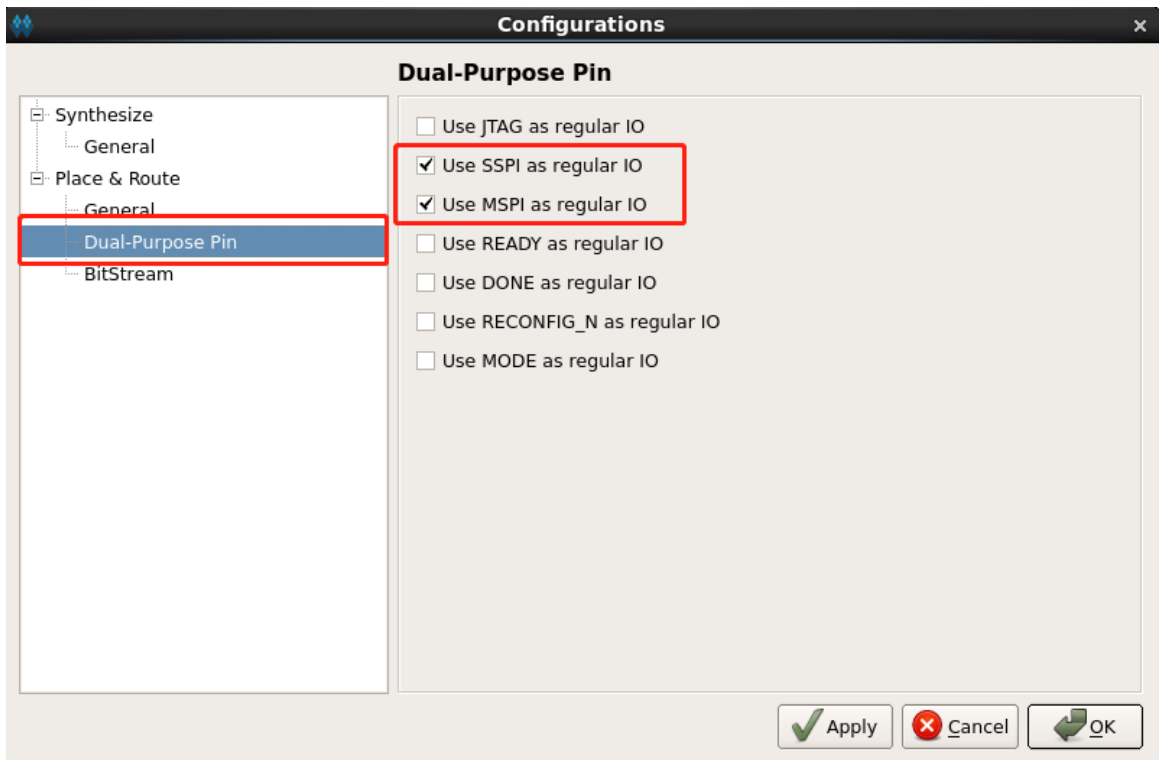 Configurations
Dual-Purpose Pin
Synthesize
General
Place & Route
General
Dual-Purpose Pin
BitStream
Use JTAG as regular IO
Use SSPI as regular IO
Use MSPI as regular IO
Use READY as regular IO
Use DONE as regular IO
Use RECONFIG_N as regular IO
Use MODE as regular IO
Apply
Cancel
OK